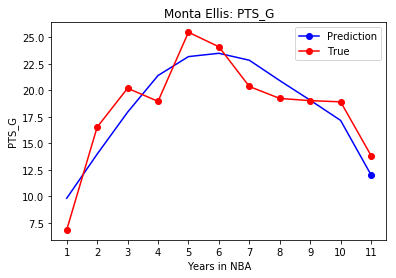 Monta Ellis: PTS_G
Prediction
True
PTS_G
25.0
22.5
20.0
17.5
15.0
12.5
10.0
7.5
1 2 3 4 5 6 7 8 9 10 11
Years in NBA